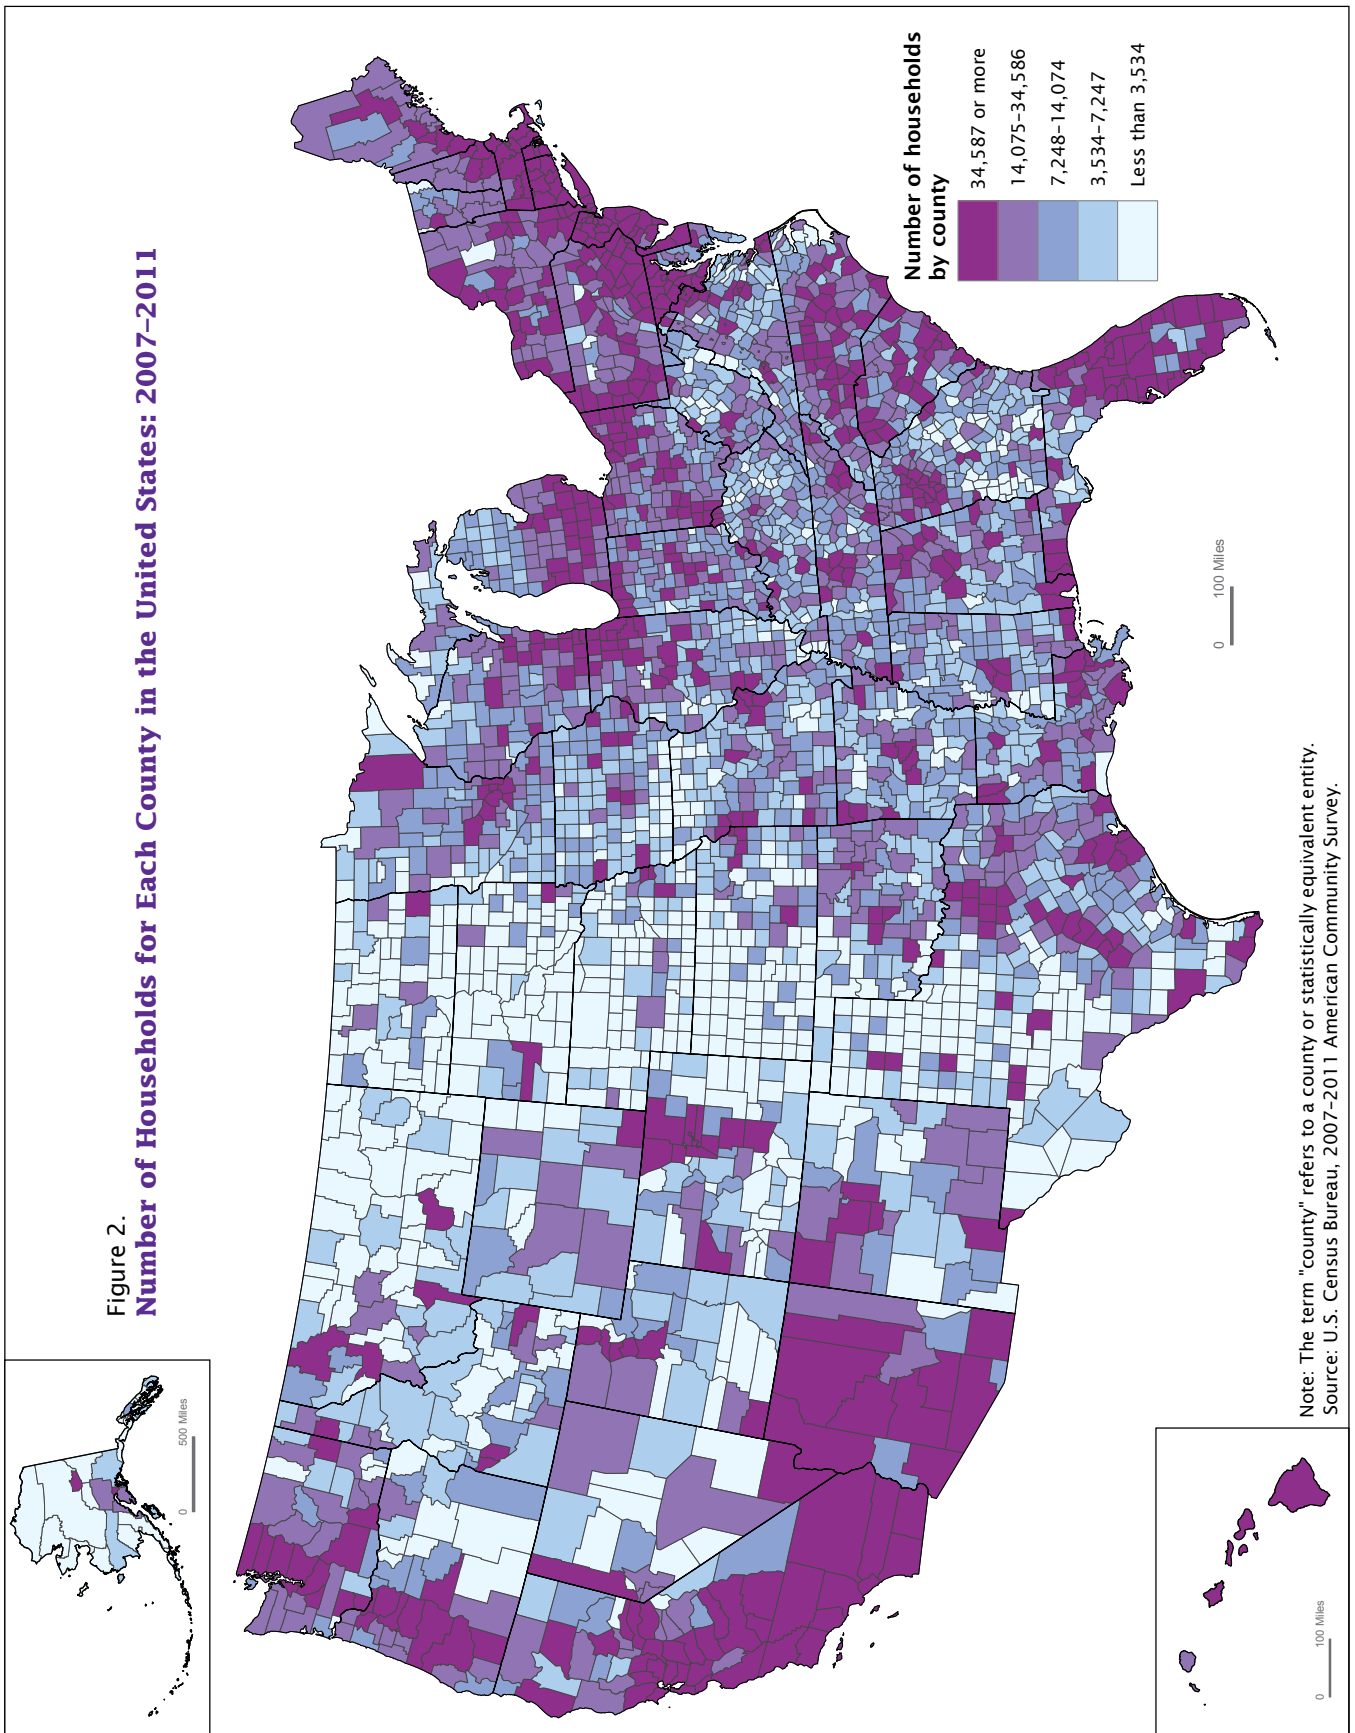 Figure 2.
Number of Households for Each County in the United States: 2007–2011
500 Miles
0
Number of households
by county
34,587 or more
14,075–34,586
7,248–14,074
3,534–7,247
Less than 3,534
0
100 Miles
0
100 Miles
Note: The term "county" refers to a county or statistically equivalent entity.
Source: U.S. Census Bureau, 2007-2011 American Community Survey.